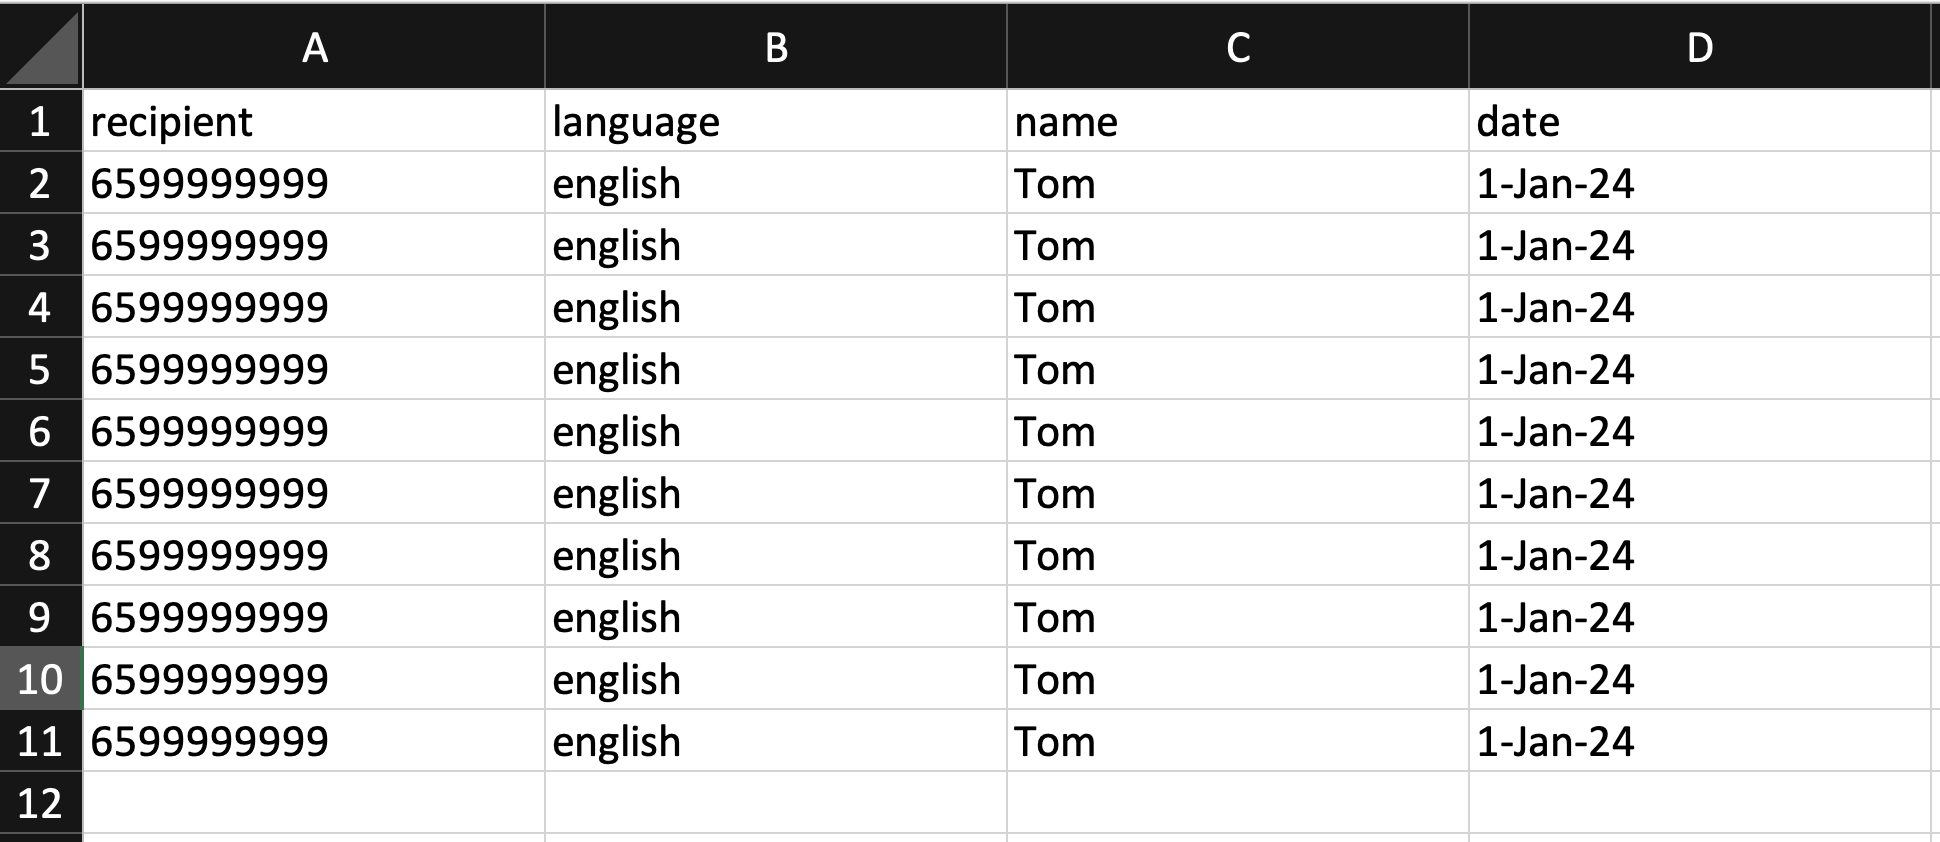 A B C D
1 recipient language name date
2 6599999999 english Tom 1-Jan-24
3 6599999999 english Tom 1-Jan-24
4 6599999999 english Tom 1-Jan-24
5 6599999999 english Tom 1-Jan-24
6 6599999999 english Tom 1-Jan-24
7 6599999999 english Tom 1-Jan-24
8 6599999999 english Tom 1-Jan-24
9 6599999999 english Tom 1-Jan-24
10 6599999999 english Tom 1-Jan-24
11 6599999999 english Tom 1-Jan-24
12